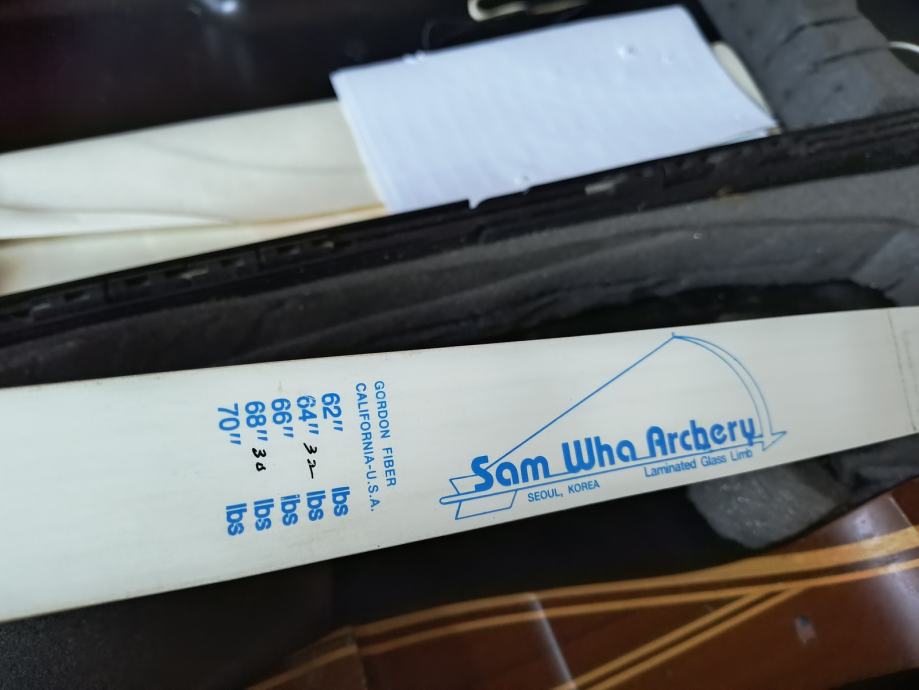 Sam Wha Archery
Laminated Glass Limb
SEOUL, KOREA
GORDON FIBER
CALIFORNIA-U.S.A.
62" lbs
64" 32 lbs
66" lbs
68" 30 lbs
70" lbs